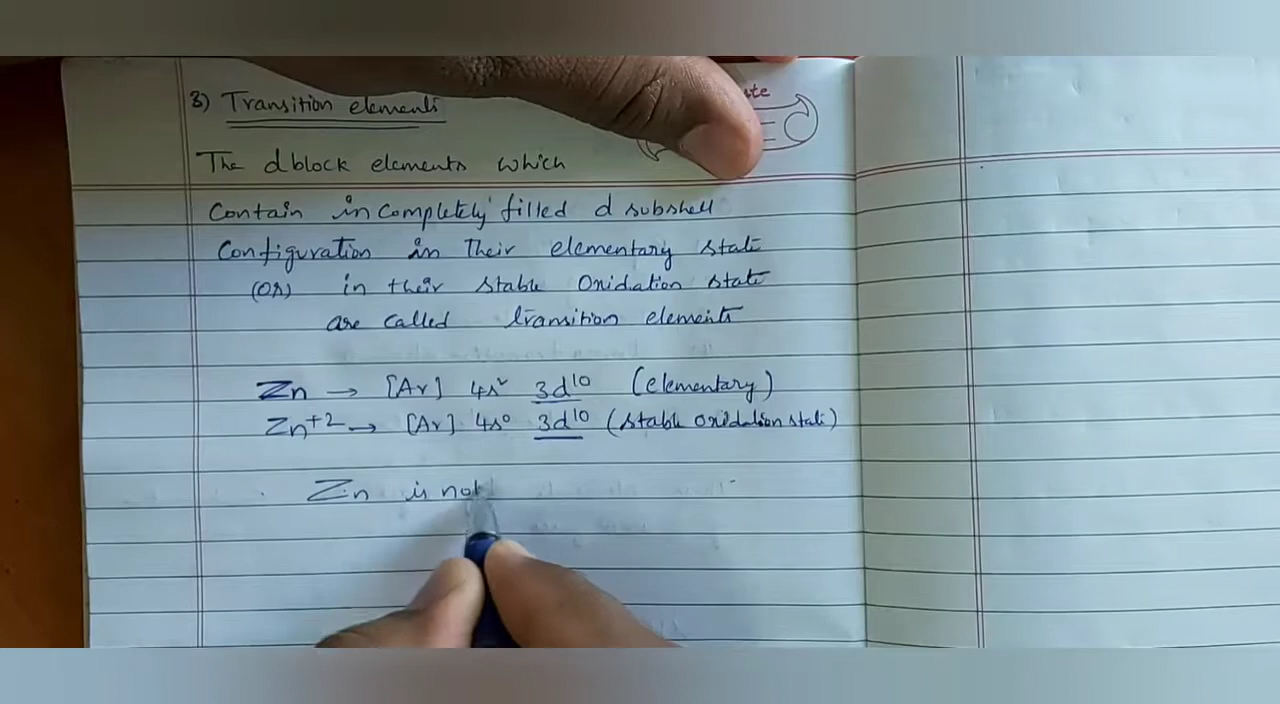 3) Transition elements
The d block elements which
Contain incompletely filled d subshell
Configuration in Their elementary state
(OR) in their stable Oxidation state
are called transition elements
Zn → [Ar] 4s² 3d¹⁰ (elementary)
Zn⁺² → [Ar] 4s⁰ 3d¹⁰ (stable oxidation state)
Zn is not